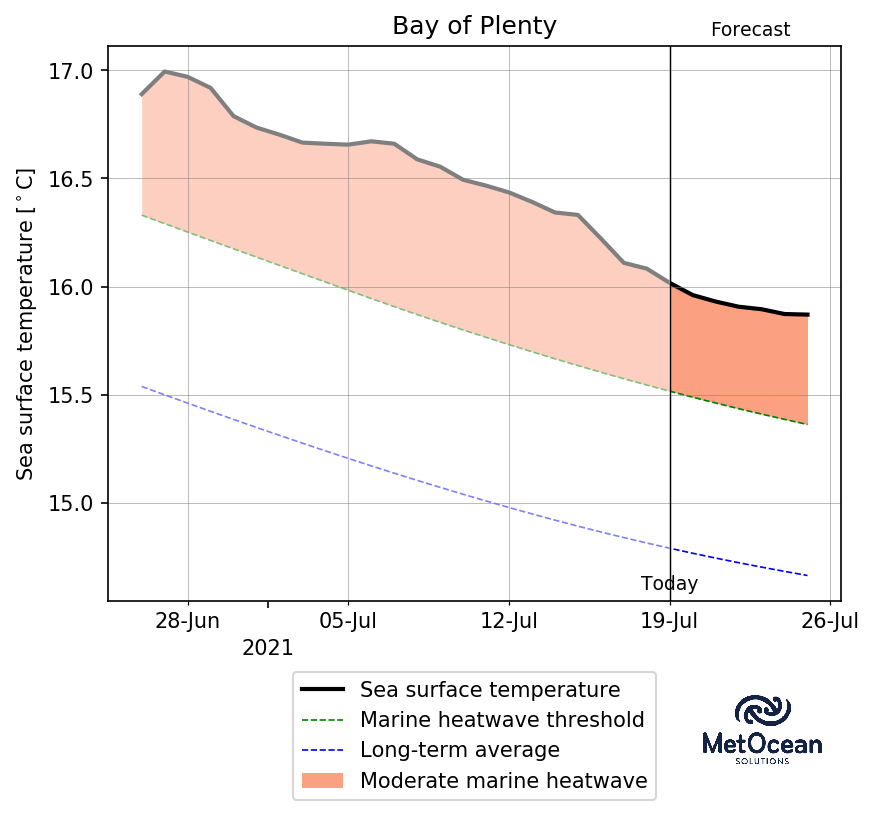 Bay of Plenty
Forecast
Sea surface temperature [°C]
17.0
16.5
16.0
15.5
15.0
Today
28-Jun
05-Jul
12-Jul
19-Jul
26-Jul
2021
Sea surface temperature
Marine heatwave threshold
Long-term average
Moderate marine heatwave
MetOcean
SOLUTIONS